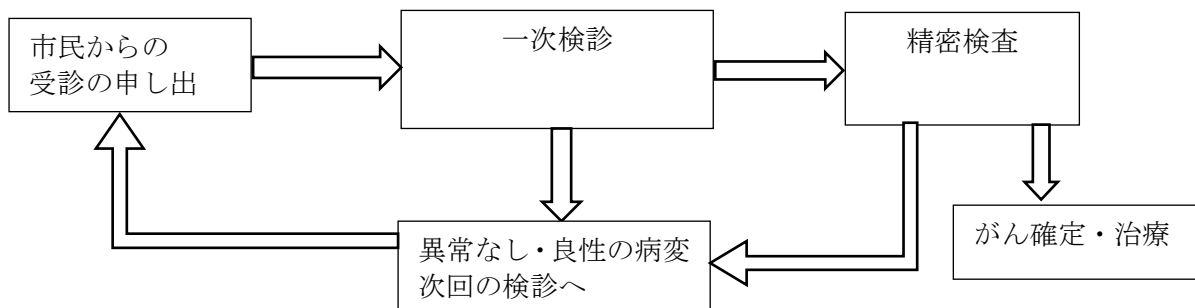 市民からの
受診の申し出
一次検診
精密検査
異常なし・良性の病変
次回の検診へ
がん確定・治療